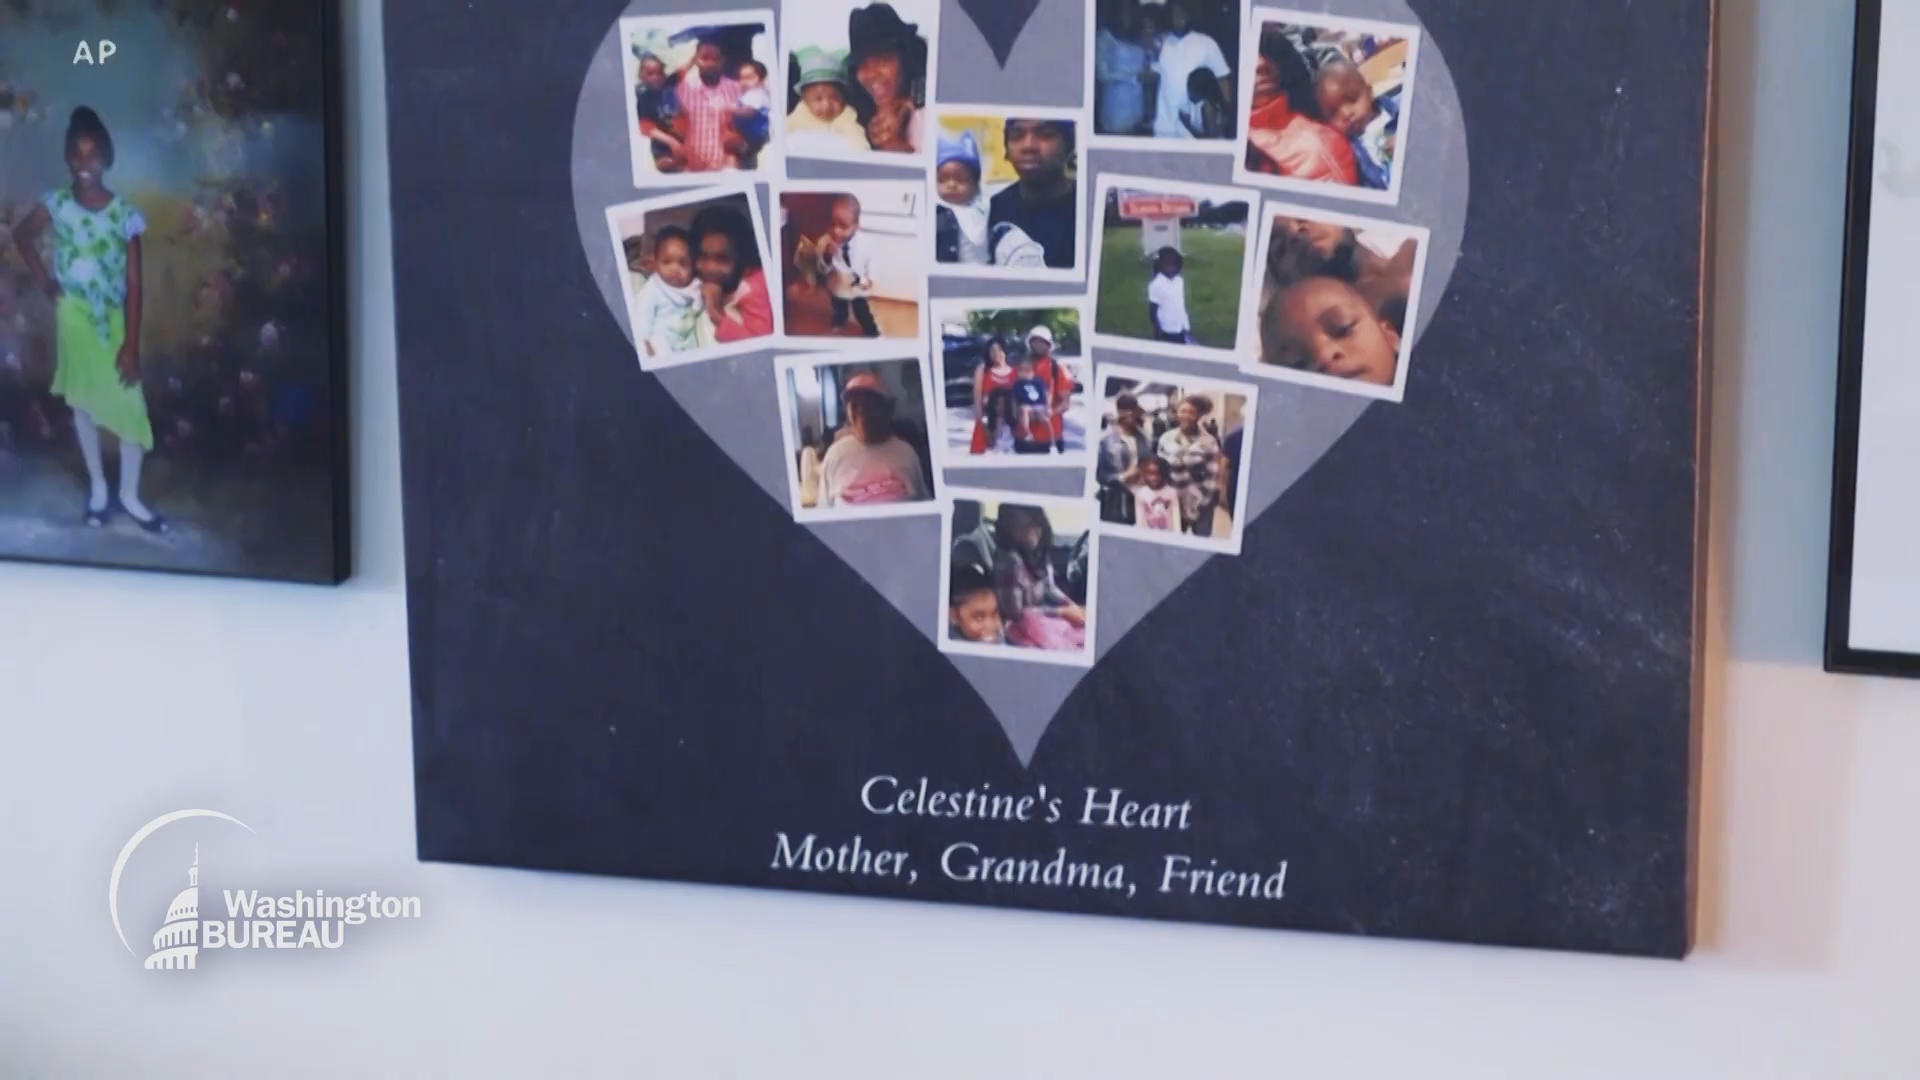 AP
Celestine's Heart
Mother, Grandma, Friend
Washington
BUREAU